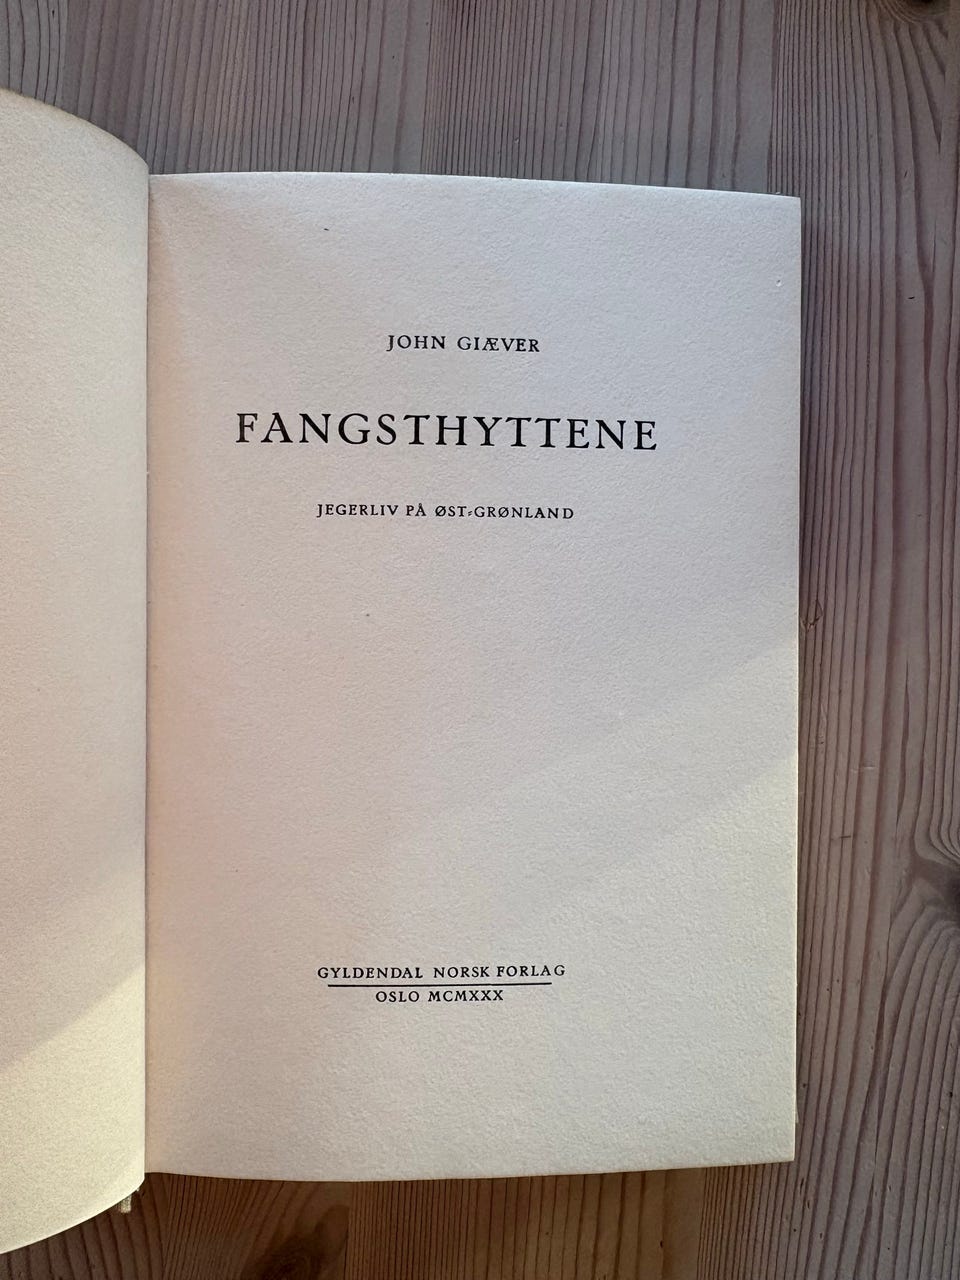 JOHN GIÆVER
FANGSTHYTTENE
JEGERLIV PÅ ØST-GRØNLAND
GYLDENDAL NORSK FORLAG
OSLO MCMXXX